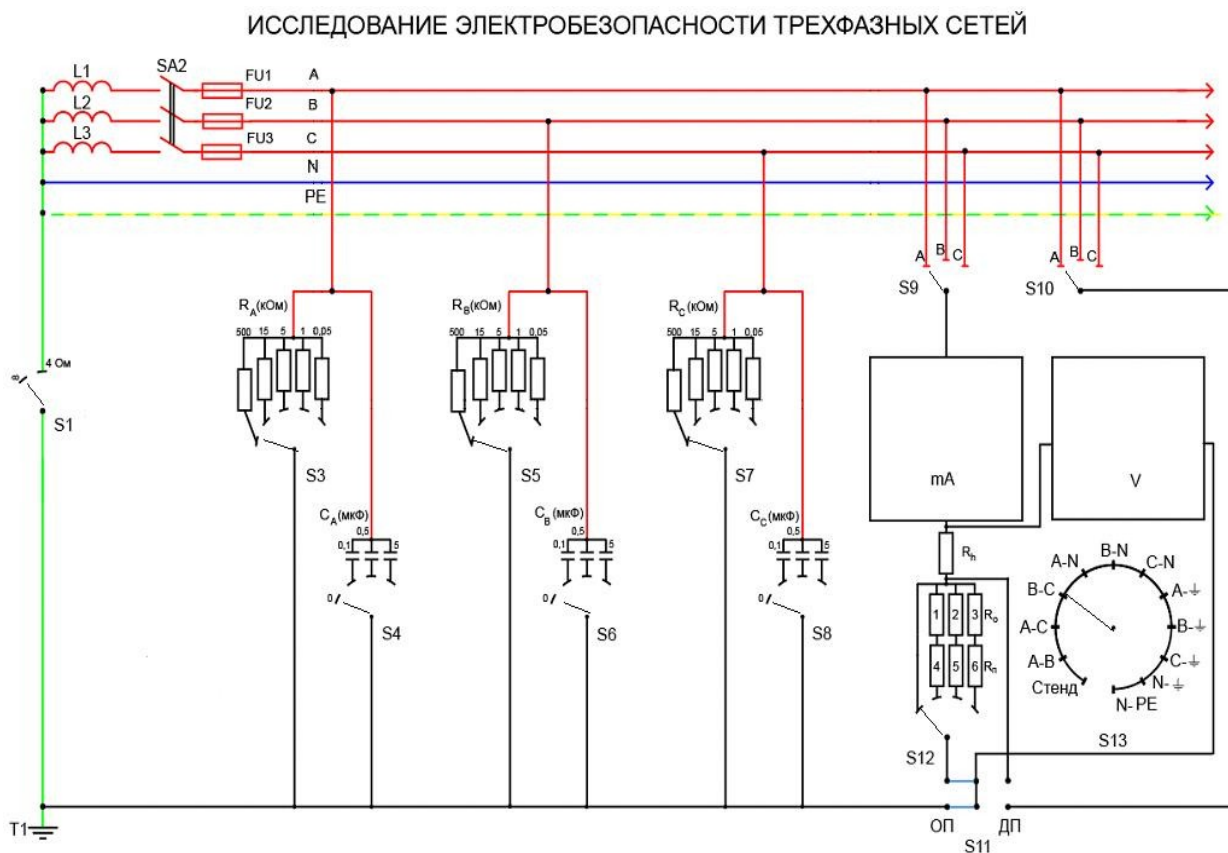 ИССЛЕДОВАНИЕ ЭЛЕКТРОБЕЗОПАСНОСТИ ТРЕХФАЗНЫХ СЕТЕЙ
L1 SA2 FU1 A
L2 FU2 B
L3 FU3 C
N
PE
A B C A B C
S9 S10
R_A(кОм) R_B(кОм) R_C(кОм)
500 15 5 1 0,05 500 15 5 1 0,05 500 15 5 1 0,05
∞ 4 Ом
S1
S3 S5 S7
mA V
C_A(мкФ) C_B(мкФ) C_C(мкФ)
0,5 0,5 0,5
0,1 5 0,1 5 0,1 5
R_h
0 0 0
S4 S6 S8
1 2 3 R_o
4 5 6 R_п
B-N
A-N C-N
B-C A-⏚
A-C B-⏚
A-B C-⏚
Стенд N-⏚
N-PE
S12 S13
T1 ОП ДП
S11